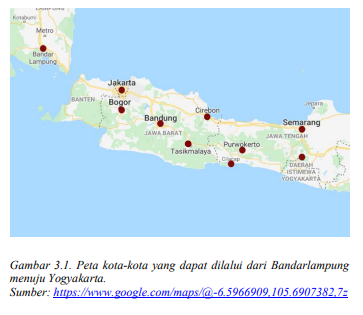 Kotabumi
Metro
Bandar
Lampung
Jakarta
BANTEN
Bogor
Bandung
Cirebon
JAWA BARAT
Tasikmalaya
Purwokerto
Cilacap
Jepara
Semarang
JAWA TENGAH
DAERAH
ISTIMEWA
YOGYAKARTA
Gambar 3.1. Peta kota-kota yang dapat dilalui dari Bandarlampung
menuju Yogyakarta.
Sumber: https://www.google.com/maps/@-6.5966909,105.6907382,7z